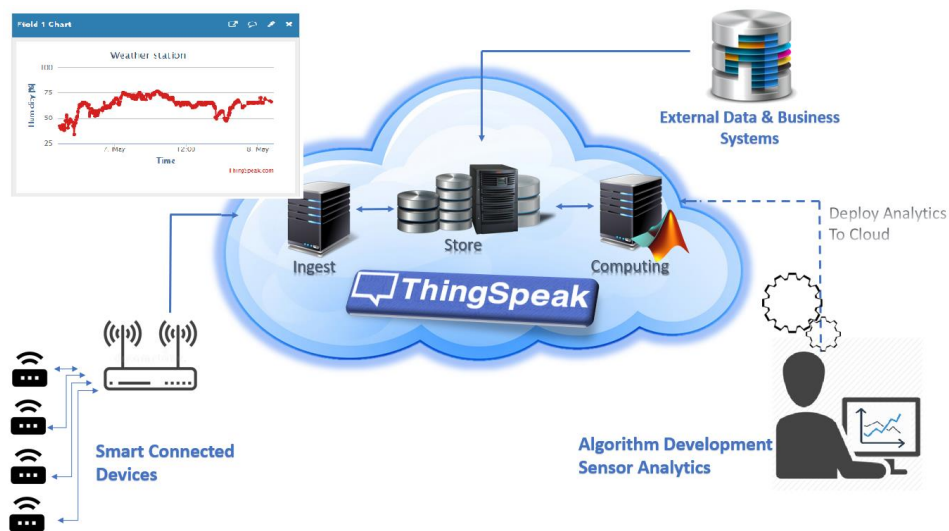 Field 1 Chart
Weather station
100
75
50
25
Humidity [%]
7. May
12:00
8. May
Time
ThingSpeak.com
External Data & Business
Systems
Ingest
Store
Computing
ThingSpeak
Deploy Analytics
To Cloud
Smart Connected
Devices
Algorithm Development
Sensor Analytics